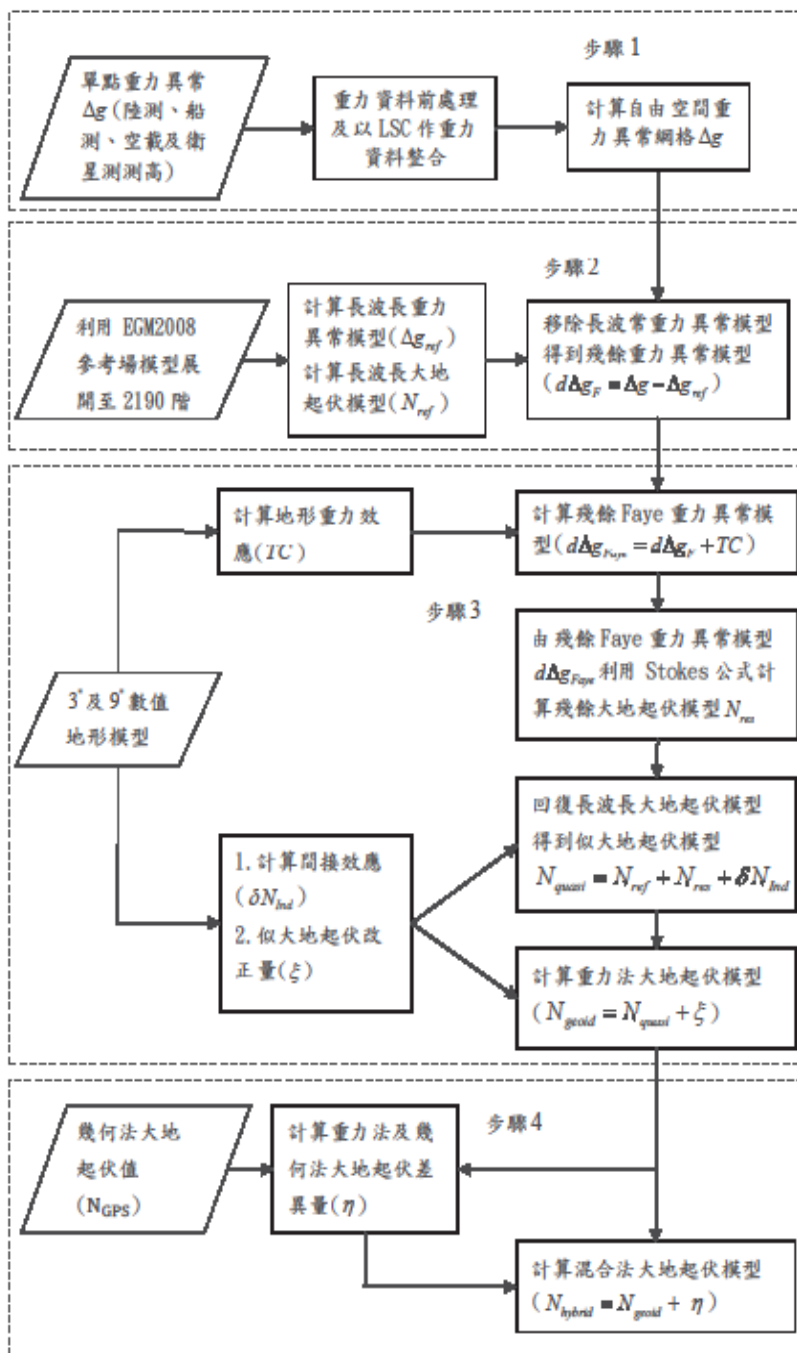 步驟1
單點重力異常
Δg(陸測、船
測、空載及衛
星測測高)
重力資料前處理
及以 LSC 作重力
資料整合
計算自由空間重
力異常網格Δg
步驟2
利用 EGM2008
參考場模型展
開至 2190 階
計算長波長重力
異常模型(Δg_ref)
計算長波長大地
起伏模型(N_ref)
移除長波常重力異常模型
得到殘餘重力異常模型
(dΔg_F = Δg − Δg_ref)
計算地形重力效
應(TC)
計算殘餘 Faye 重力異常模
型(dΔg_Faye = dΔg_F + TC)
步驟3
由殘餘 Faye 重力異常模型
dΔg_Faye 利用 Stokes 公式計
算殘餘大地起伏模型 N_res
3"及 9"數值
地形模型
回復長波長大地起伏模型
得到似大地起伏模型
N_quasi = N_ref + N_res + δN_Ind
1.計算間接效應
(δN_Ind)
2.似大地起伏改
正量(ξ)
計算重力法大地起伏模型
(N_geoid = N_quasi + ξ)
步驟4
幾何法大地
起伏值
(N_GPS)
計算重力法及幾
何法大地起伏差
異量(η)
計算混合法大地起伏模型
(N_hybrid = N_geoid + η)